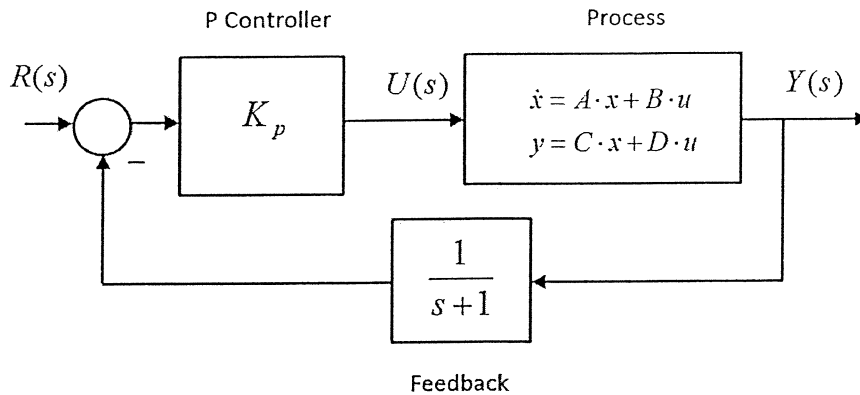 P Controller
Process
R(s)
K_p
U(s)
ẋ = A·x + B·u
y = C·x + D·u
Y(s)
−
1
s+1
Feedback